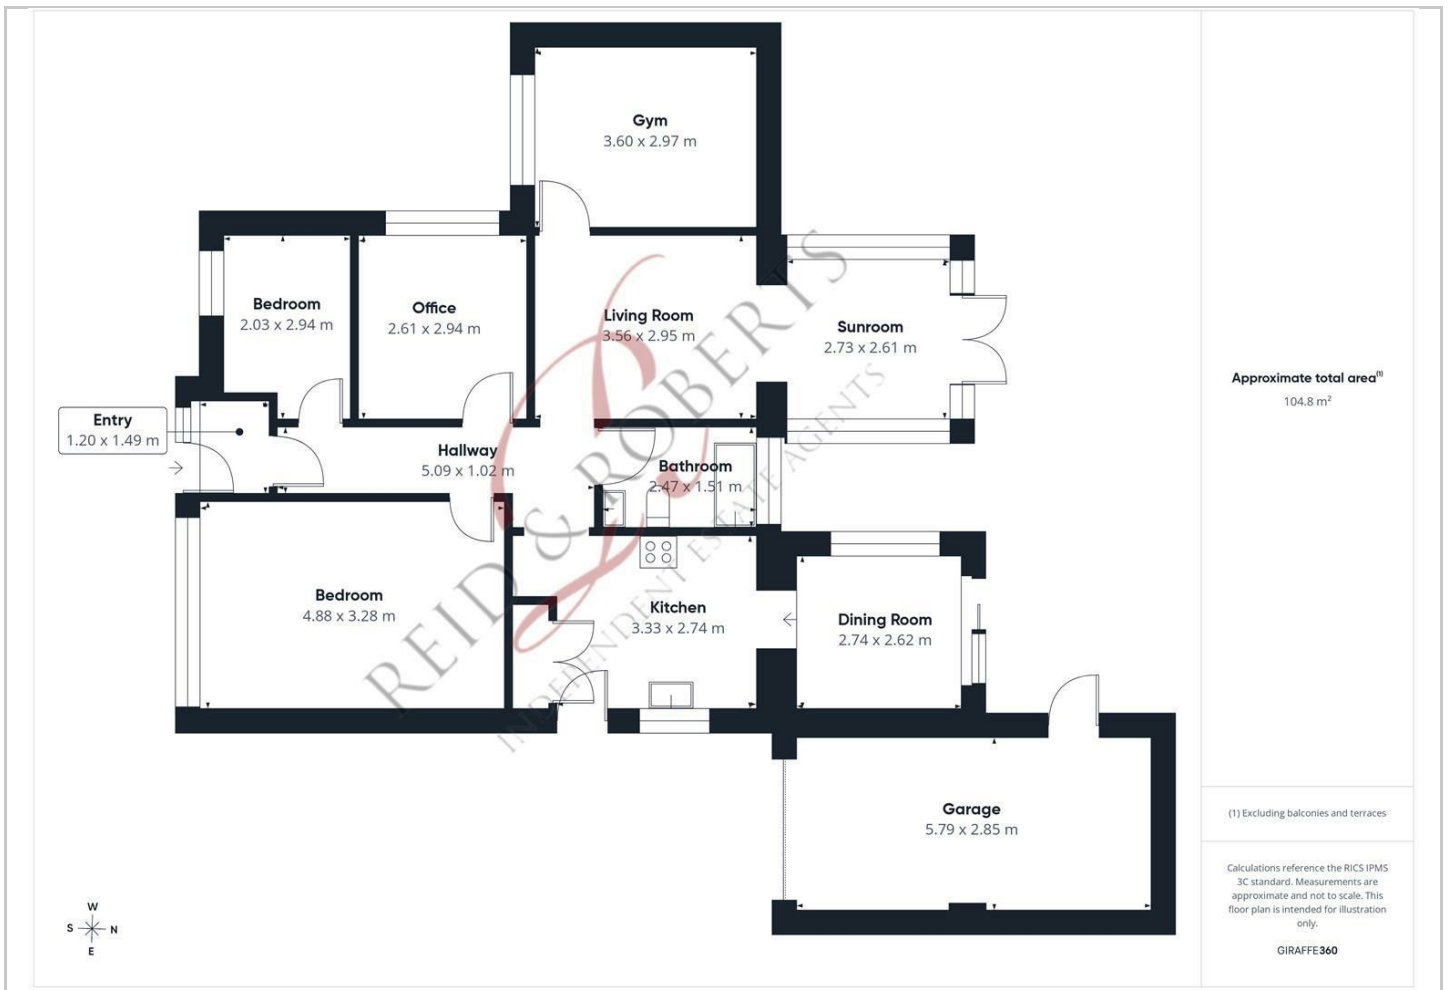 Gym
3.60 x 2.97 m
Bedroom
2.03 x 2.94 m
Office
2.61 x 2.94 m
Living Room
3.56 x 2.95 m
Sunroom
2.73 x 2.61 m
Entry
1.20 x 1.49 m
Hallway
5.09 x 1.02 m
Bathroom
2.47 x 1.51 m
Bedroom
4.88 x 3.28 m
Kitchen
3.33 x 2.74 m
Dining Room
2.74 x 2.62 m
Garage
5.79 x 2.85 m
REID & ROBERTS
INDEPENDENT ESTATE AGENTS
W
S N
E
Approximate total area(1)
104.8 m²
(1) Excluding balconies and terraces
Calculations reference the RICS IPMS
3C standard. Measurements are
approximate and not to scale. This
floor plan is intended for illustration
only.
GIRAFFE360